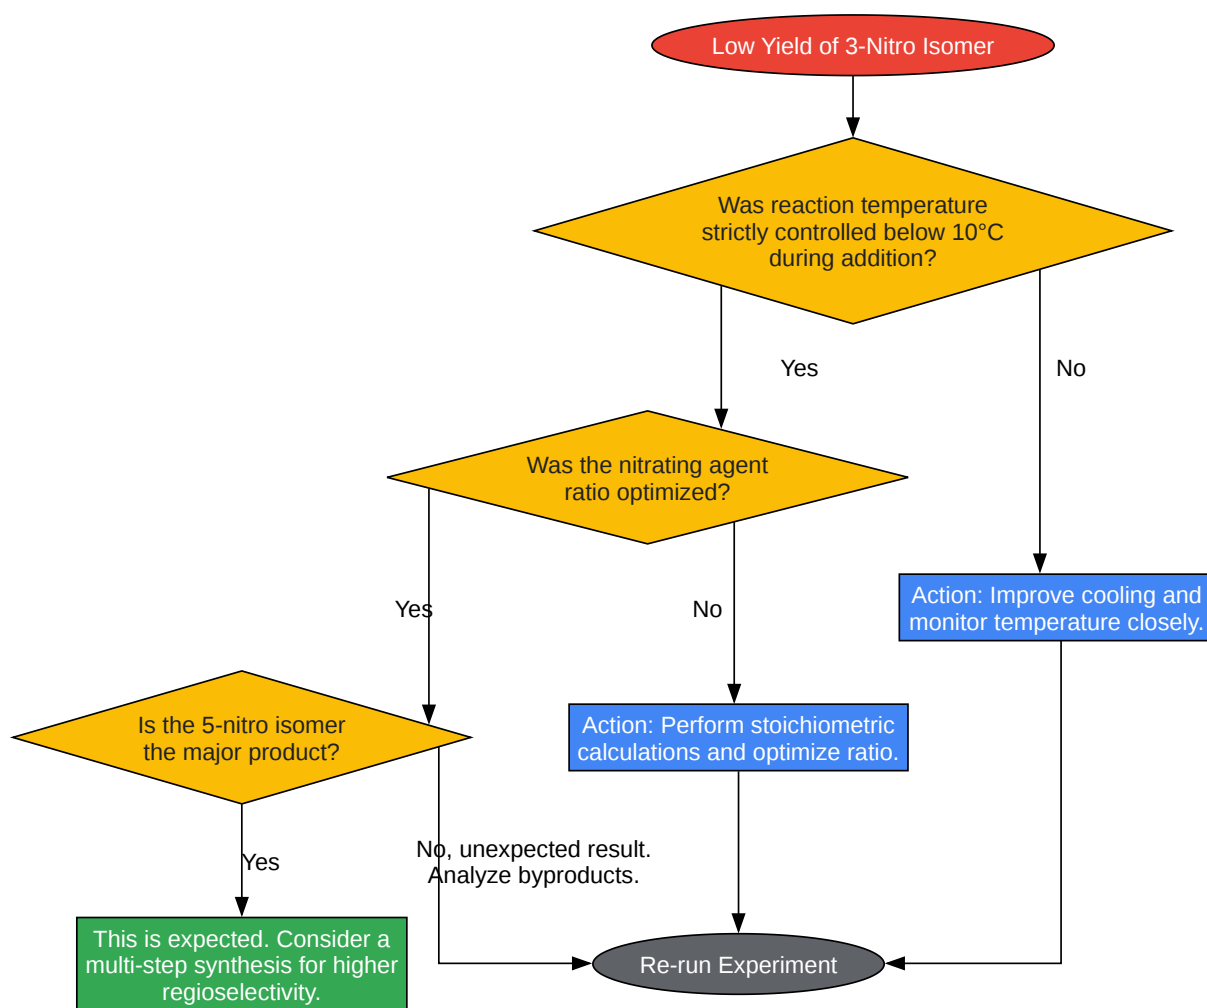 Low Yield of 3-Nitro Isomer
Was reaction temperature
strictly controlled below 10°C
during addition?
Yes
No
Was the nitrating agent
ratio optimized?
Yes
No
Action: Improve cooling and
monitor temperature closely.
Is the 5-nitro isomer
the major product?
Action: Perform stoichiometric
calculations and optimize ratio.
Yes
No, unexpected result.
Analyze byproducts.
This is expected. Consider a
multi-step synthesis for higher
regioselectivity.
Re-run Experiment